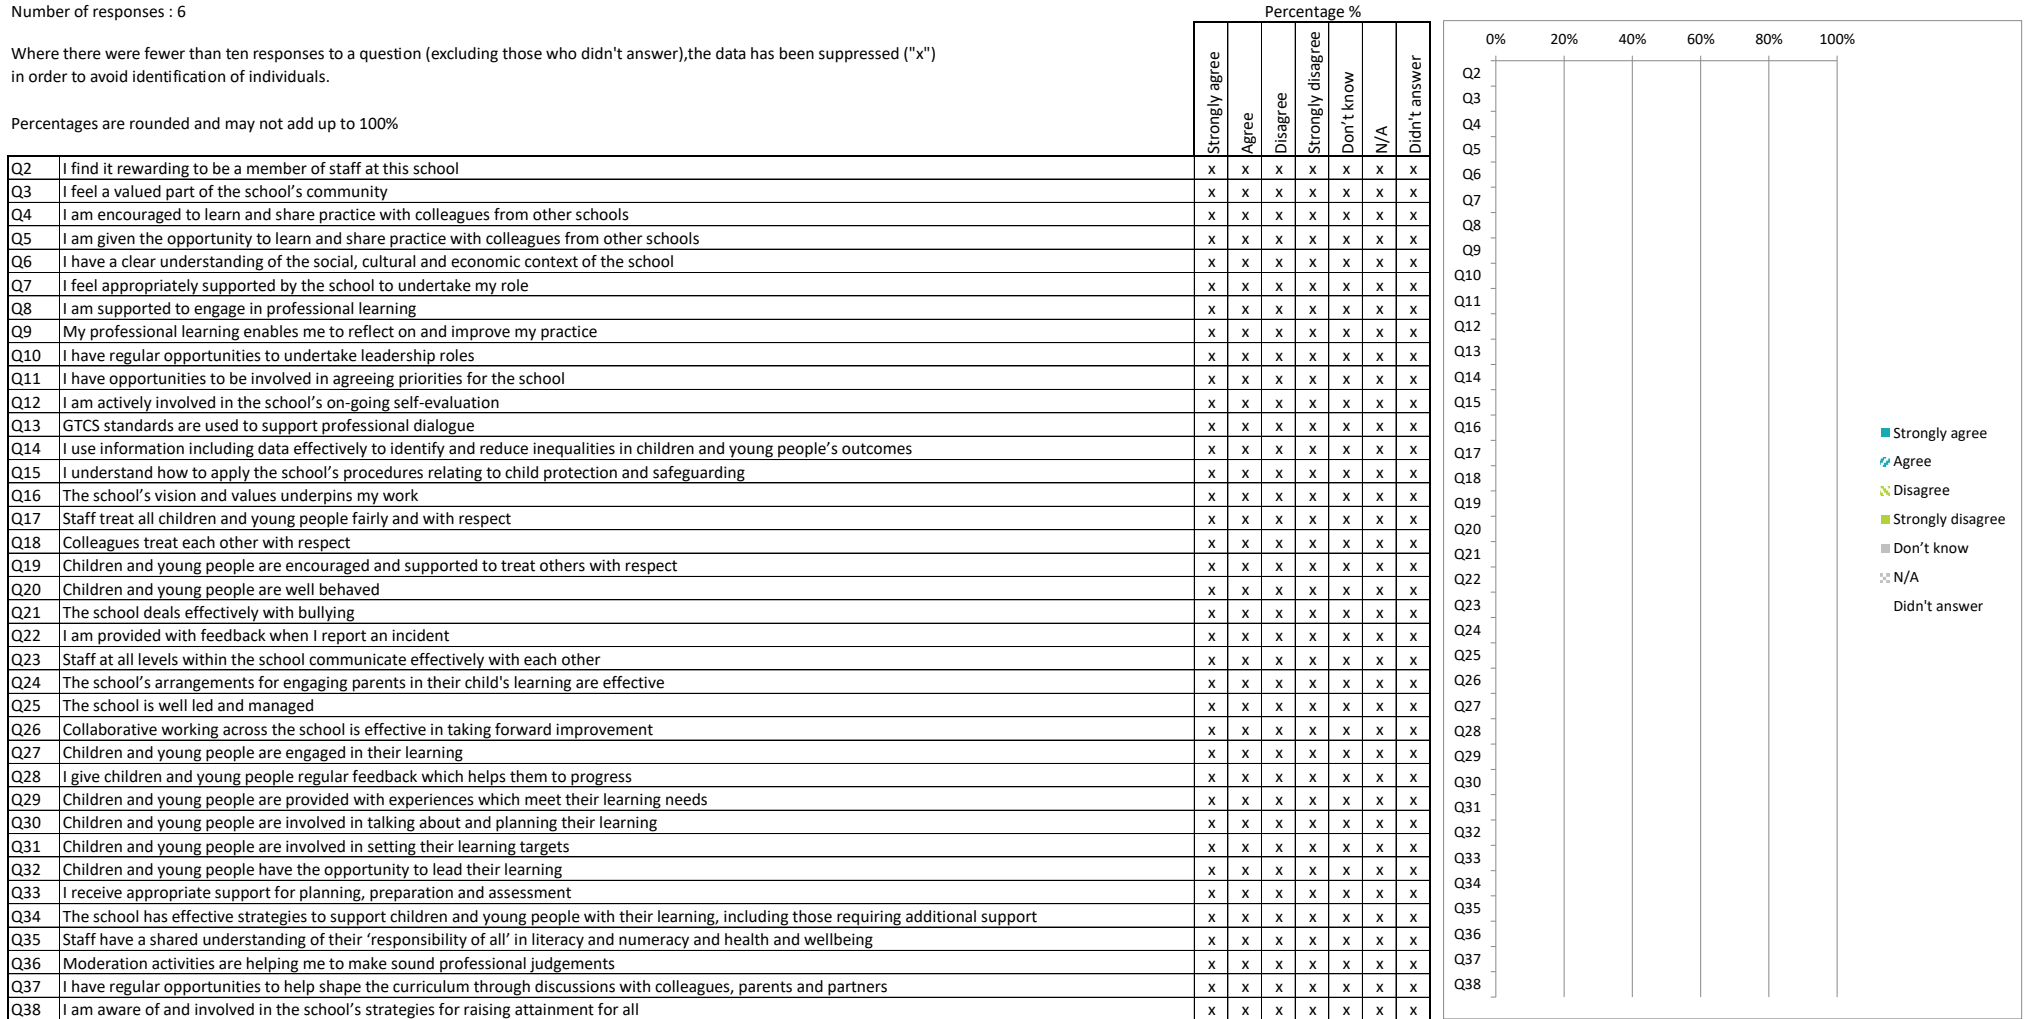 Number of responses : 6
Percentage %
Where there were fewer than ten responses to a question (excluding those who didn't answer),the data has been suppressed ("x")
in order to avoid identification of individuals.
Percentages are rounded and may not add up to 100%
Strongly agree
Agree
Disagree
Strongly disagree
Don’t know
N/A
Didn't answer
Q2 I find it rewarding to be a member of staff at this school x x x x x x x
Q3 I feel a valued part of the school’s community x x x x x x x
Q4 I am encouraged to learn and share practice with colleagues from other schools x x x x x x x
Q5 I am given the opportunity to learn and share practice with colleagues from other schools x x x x x x x
Q6 I have a clear understanding of the social, cultural and economic context of the school x x x x x x x
Q7 I feel appropriately supported by the school to undertake my role x x x x x x x
Q8 I am supported to engage in professional learning x x x x x x x
Q9 My professional learning enables me to reflect on and improve my practice x x x x x x x
Q10 I have regular opportunities to undertake leadership roles x x x x x x x
Q11 I have opportunities to be involved in agreeing priorities for the school x x x x x x x
Q12 I am actively involved in the school’s on-going self-evaluation x x x x x x x
Q13 GTCS standards are used to support professional dialogue x x x x x x x
Q14 I use information including data effectively to identify and reduce inequalities in children and young people’s outcomes x x x x x x x
Q15 I understand how to apply the school’s procedures relating to child protection and safeguarding x x x x x x x
Q16 The school’s vision and values underpins my work x x x x x x x
Q17 Staff treat all children and young people fairly and with respect x x x x x x x
Q18 Colleagues treat each other with respect x x x x x x x
Q19 Children and young people are encouraged and supported to treat others with respect x x x x x x x
Q20 Children and young people are well behaved x x x x x x x
Q21 The school deals effectively with bullying x x x x x x x
Q22 I am provided with feedback when I report an incident x x x x x x x
Q23 Staff at all levels within the school communicate effectively with each other x x x x x x x
Q24 The school’s arrangements for engaging parents in their child's learning are effective x x x x x x x
Q25 The school is well led and managed x x x x x x x
Q26 Collaborative working across the school is effective in taking forward improvement x x x x x x x
Q27 Children and young people are engaged in their learning x x x x x x x
Q28 I give children and young people regular feedback which helps them to progress x x x x x x x
Q29 Children and young people are provided with experiences which meet their learning needs x x x x x x x
Q30 Children and young people are involved in talking about and planning their learning x x x x x x x
Q31 Children and young people are involved in setting their learning targets x x x x x x x
Q32 Children and young people have the opportunity to lead their learning x x x x x x x
Q33 I receive appropriate support for planning, preparation and assessment x x x x x x x
Q34 The school has effective strategies to support children and young people with their learning, including those requiring additional support x x x x x x x
Q35 Staff have a shared understanding of their ‘responsibility of all’ in literacy and numeracy and health and wellbeing x x x x x x x
Q36 Moderation activities are helping me to make sound professional judgements x x x x x x x
Q37 I have regular opportunities to help shape the curriculum through discussions with colleagues, parents and partners x x x x x x x
Q38 I am aware of and involved in the school’s strategies for raising attainment for all x x x x x x x
0% 20% 40% 60% 80% 100%
Q2
Q3
Q4
Q5
Q6
Q7
Q8
Q9
Q10
Q11
Q12
Q13
Q14
Q15
Q16
Q17
Q18
Q19
Q20
Q21
Q22
Q23
Q24
Q25
Q26
Q27
Q28
Q29
Q30
Q31
Q32
Q33
Q34
Q35
Q36
Q37
Q38
Strongly agree
Agree
Disagree
Strongly disagree
Don’t know
N/A
Didn't answer